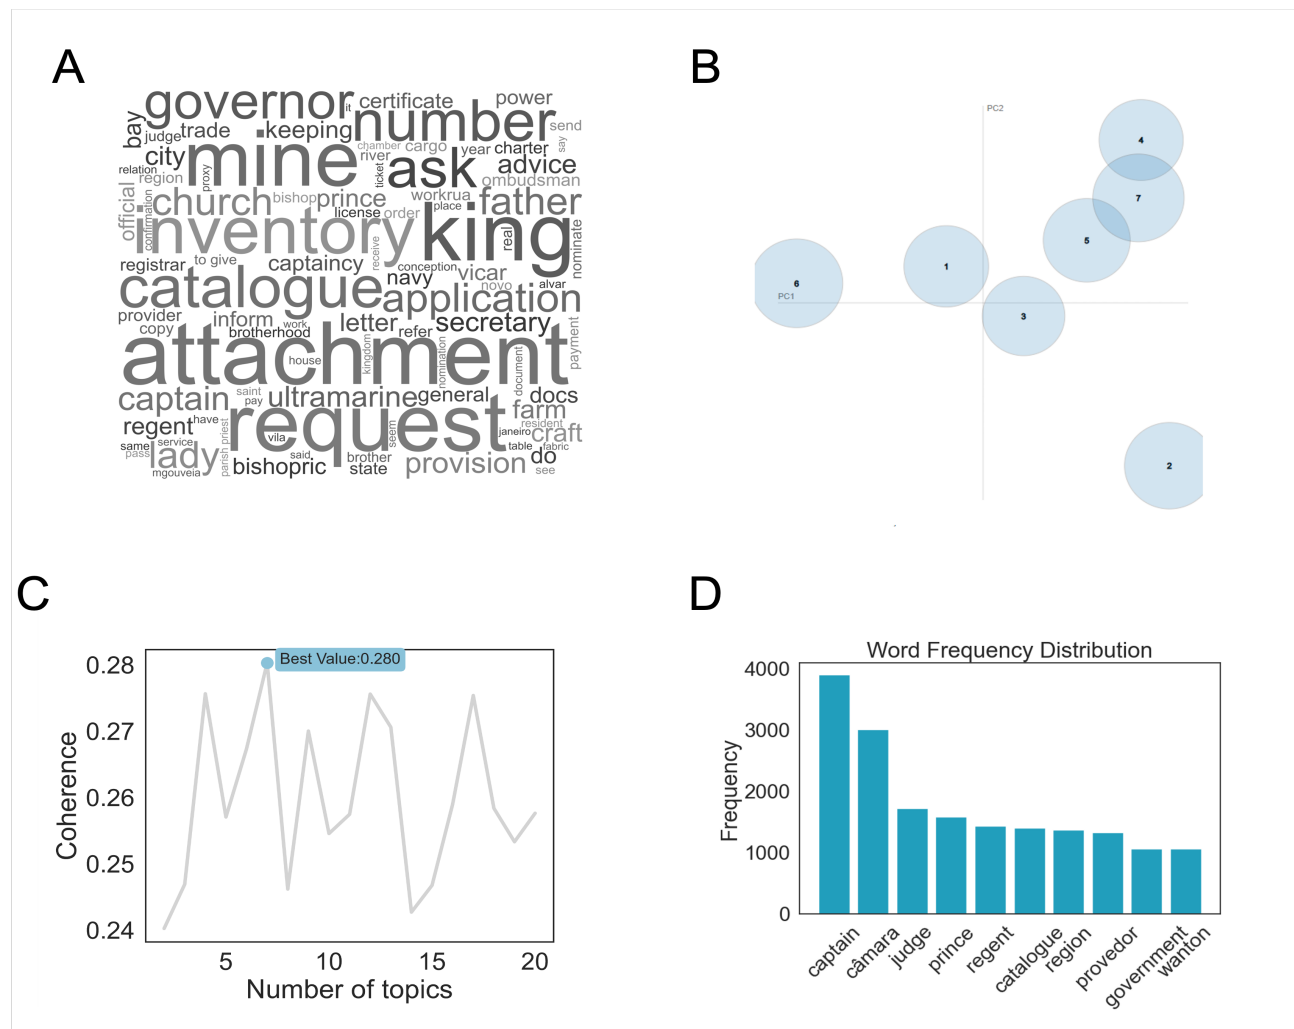 A
governor
it
certificate
power
bay
judge
trade
keeping
number
send
say
city
mine
chamber
cargo
river
year
charter
ask
advice
relation
region
proxy
ticket
ombudsman
official
confirmation
church
bishop
prince
workrua
place
father
license
order
inventory
king
real
nominate
receive
registrar
to give
captaincy
conception
navy
vicar
novo
alvar
catalogue
application
provider
copy
inform
work
brotherhood
letter
refer
secretary
payment
attachment
house
kingdom
nomination
document
captain
saint
pay
ultramarine
general
docs
farm
regent
have
request
vila
seem
resident
janeiro
craft
same
service
pass
lady
parish priest
said
brother
table
fabric
do
mgouveia
bishopric
state
provision
see
B
PC2
4
7
5
1
6
PC1
3
2
C
Best Value:0.280
0.28
0.27
0.26
0.25
0.24
Coherence
5 10 15 20
Number of topics
D
Word Frequency Distribution
4000
3000
2000
1000
0
Frequency
captain
câmara
judge
prince
regent
catalogue
region
provedor
government
wanton